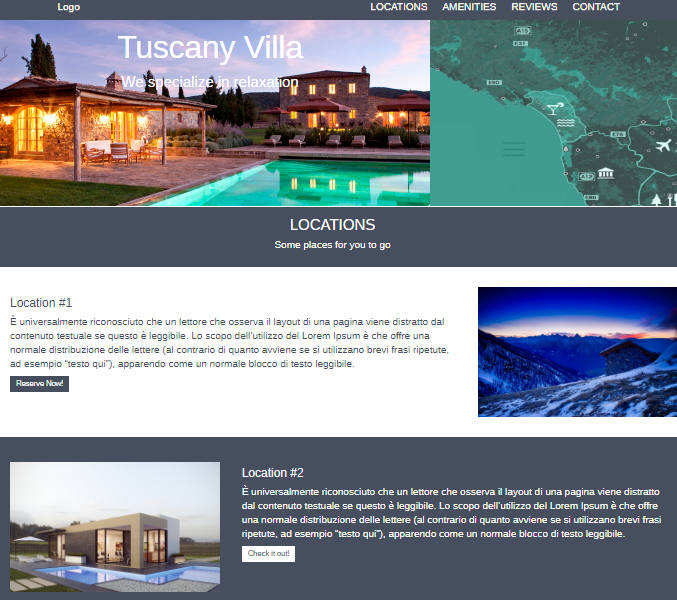 Logo
LOCATIONS AMENITIES REVIEWS CONTACT
Tuscany Villa
We specialize in relaxation
A12
E31
E80
E76
A12
E80
LOCATIONS
Some places for you to go
Location #1
È universalmente riconosciuto che un lettore che osserva il layout di una pagina viene distratto dal
contenuto testuale se questo è leggibile. Lo scopo dell’utilizzo del Lorem Ipsum è che offre una
normale distribuzione delle lettere (al contrario di quanto avviene se si utilizzano brevi frasi ripetute,
ad esempio “testo qui”), apparendo come un normale blocco di testo leggibile.
Reserve Now!
Location #2
È universalmente riconosciuto che un lettore che osserva il layout di una pagina viene distratto
dal contenuto testuale se questo è leggibile. Lo scopo dell’utilizzo del Lorem Ipsum è che offre
una normale distribuzione delle lettere (al contrario di quanto avviene se si utilizzano brevi frasi
ripetute, ad esempio “testo qui”), apparendo come un normale blocco di testo leggibile.
Check it out!